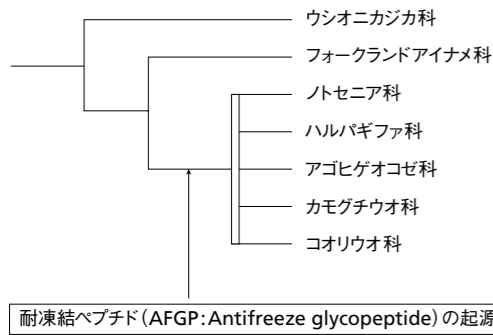 ウシオニカジカ科
フォークランドアイナメ科
ノトセニア科
ハルパギファ科
アゴヒゲオコゼ科
カモグチウオ科
コオリウオ科
耐凍結ペプチド(AFGP:Antifreeze glycopeptide)の起源